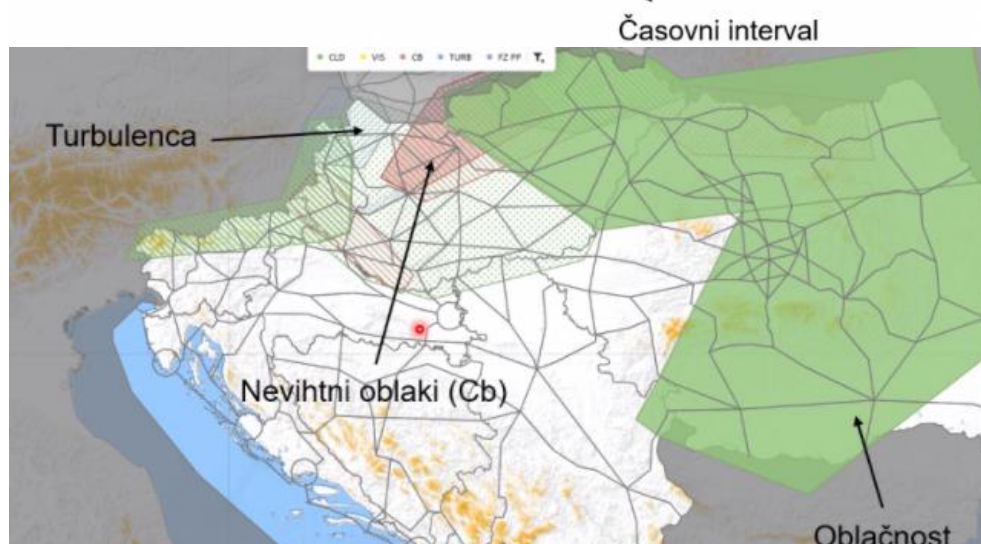 Časovni interval
CLD VIS CB TURB FZ PP
Turbulenca
Nevihtni oblaki (Cb)
Oblačnost